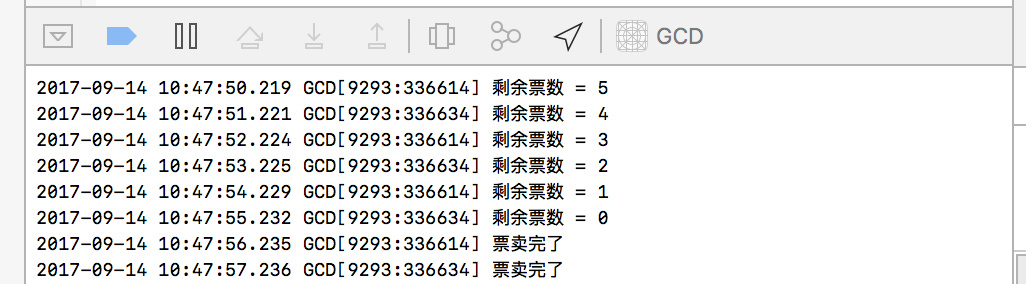 GCD
2017-09-14 10:47:50.219 GCD[9293:336614] 剩余票数 = 5
2017-09-14 10:47:51.221 GCD[9293:336634] 剩余票数 = 4
2017-09-14 10:47:52.224 GCD[9293:336614] 剩余票数 = 3
2017-09-14 10:47:53.225 GCD[9293:336634] 剩余票数 = 2
2017-09-14 10:47:54.229 GCD[9293:336614] 剩余票数 = 1
2017-09-14 10:47:55.232 GCD[9293:336634] 剩余票数 = 0
2017-09-14 10:47:56.235 GCD[9293:336614] 票卖完了
2017-09-14 10:47:57.236 GCD[9293:336634] 票卖完了